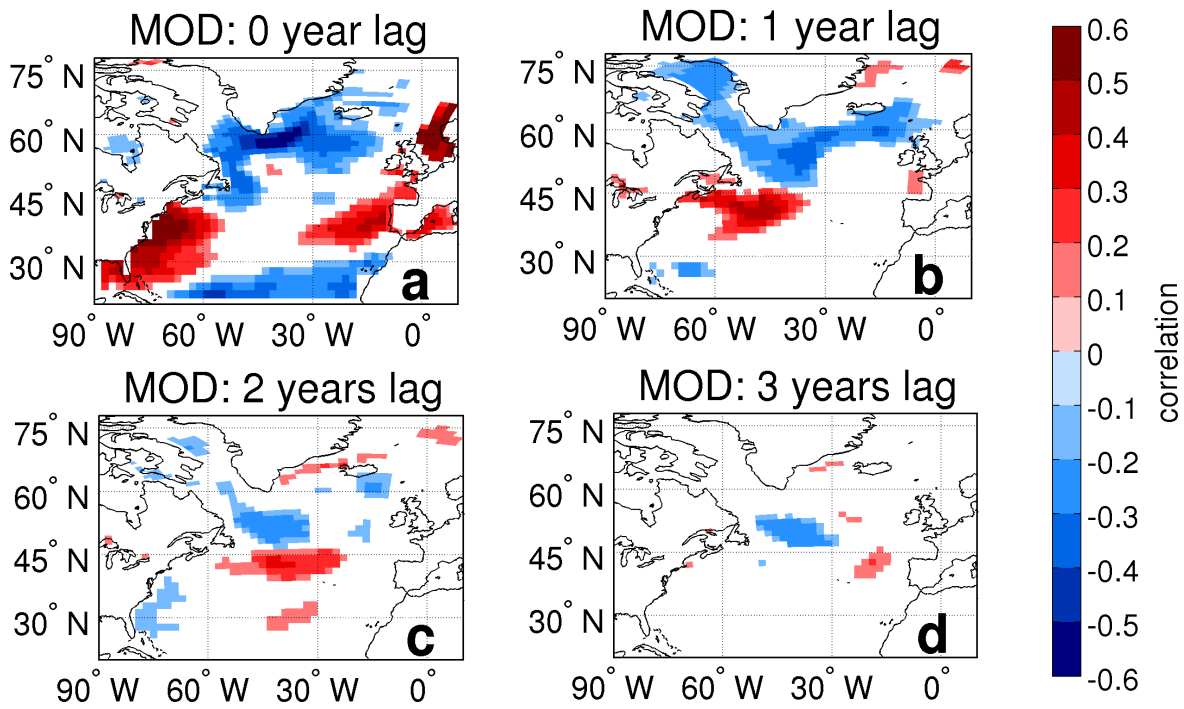 MOD: 0 year lag
75° N
60° N
45° N
30° N
90° W
60° W
30° W
0°
a
MOD: 1 year lag
75° N
60° N
45° N
30° N
90° W
60° W
30° W
0°
b
MOD: 2 years lag
75° N
60° N
45° N
30° N
90° W
60° W
30° W
0°
c
MOD: 3 years lag
75° N
60° N
45° N
30° N
90° W
60° W
30° W
0°
d
0.6
0.5
0.4
0.3
0.2
0.1
0
-0.1
-0.2
-0.3
-0.4
-0.5
-0.6
correlation